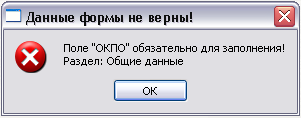 Данные формы не верны!
Поле "ОКПО" обязательно для заполнения!
Раздел: Общие данные
OK